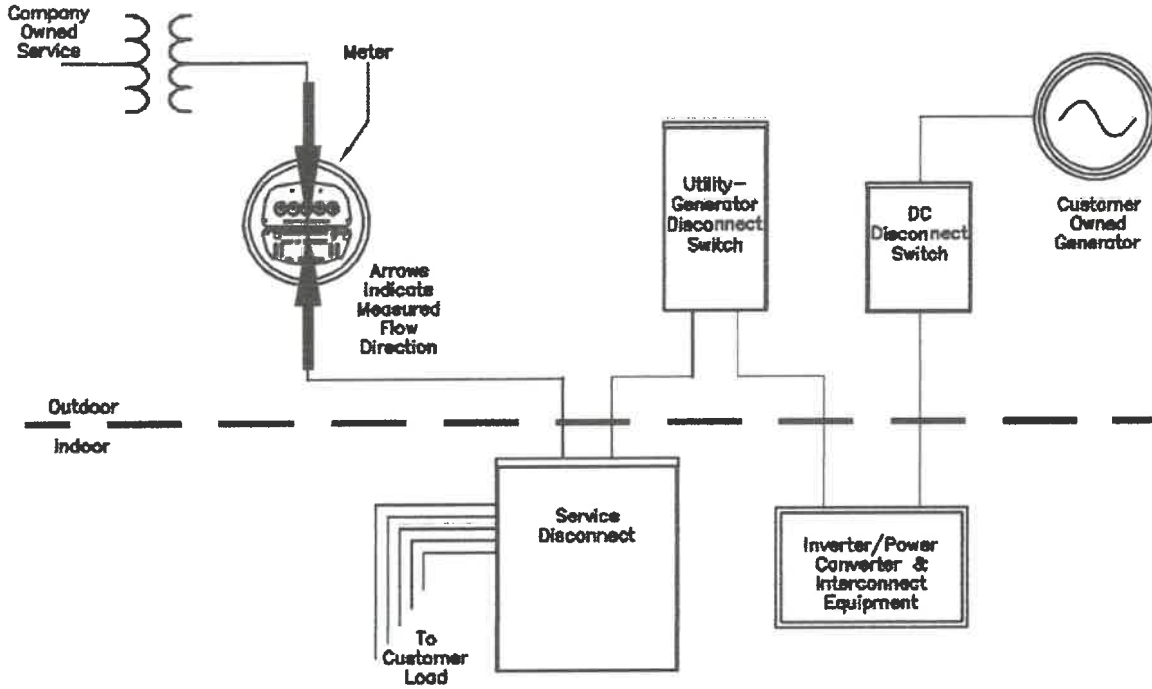 Company
Owned
Service
Meter
Utility-
Generator
Disconnect
Switch
DC
Disconnect
Switch
Customer
Owned
Generator
Arrows
Indicate
Measured
Flow
Direction
Outdoor
Indoor
Service
Disconnect
Inverter/Power
Converter &
Interconnect
Equipment
To
Customer
Load